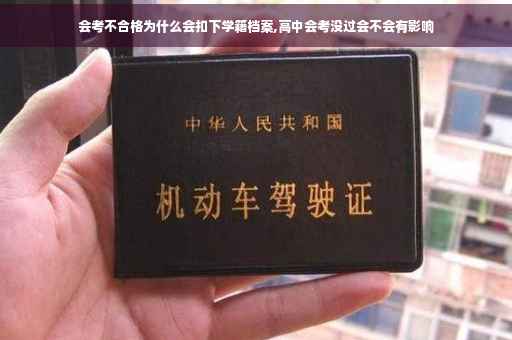 会考不合格为什么会扣下学籍档案,高中会考没过会不会有影响
中华人民共和国
机动车驾驶证